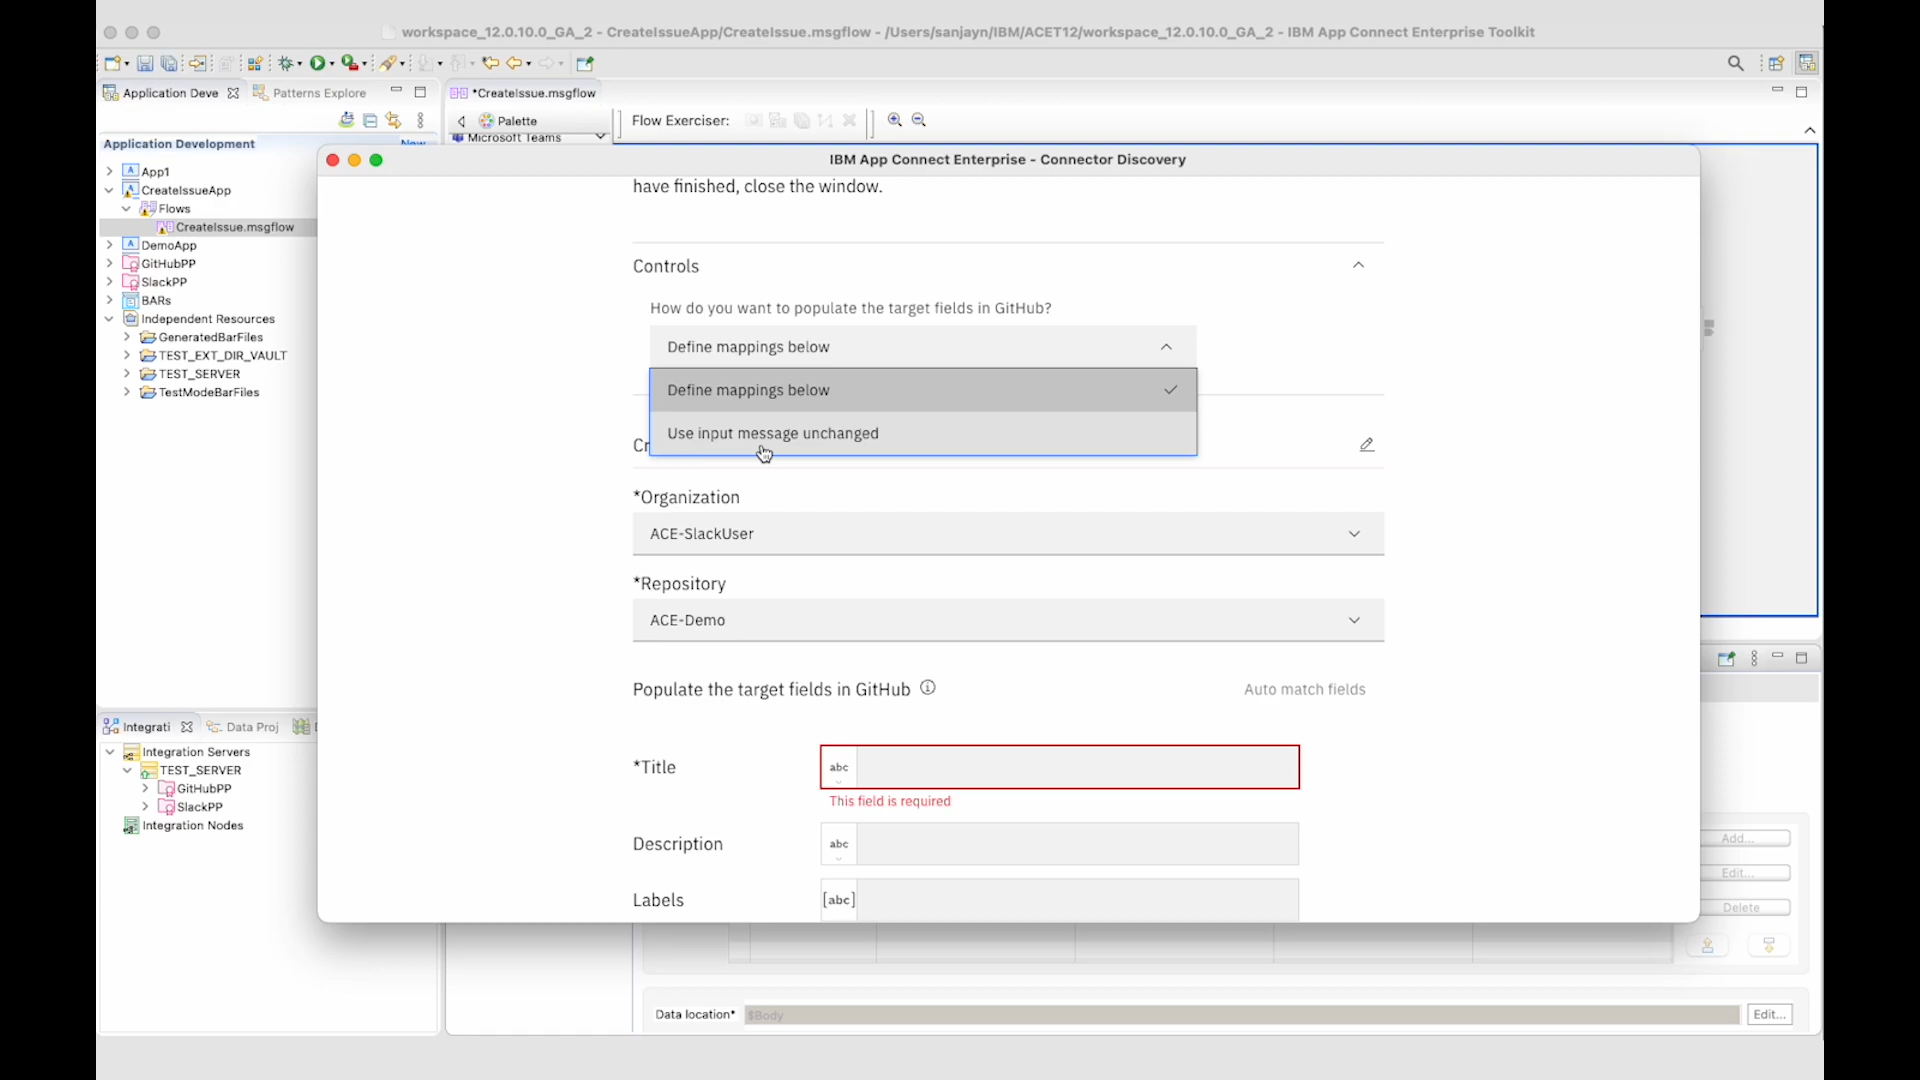 workspace_12.0.10.0_GA_2 - CreateIssueApp/CreateIssue.msgflow - /Users/sanjayn/IBM/ACET12/workspace_12.0.10.0_GA_2 - IBM App Connect Enterprise Toolkit
Application Deve
Patterns Explore
*CreateIssue.msgflow
Palette
Flow Exerciser:
Microsoft Teams
Application Development
New
IBM App Connect Enterprise - Connector Discovery
App1
CreateIssueApp
Flows
CreateIssue.msgflow
DemoApp
GitHubPP
SlackPP
BARs
Independent Resources
GeneratedBarFiles
TEST_EXT_DIR_VAULT
TEST_SERVER
TestModeBarFiles
have finished, close the window.
Controls
How do you want to populate the target fields in GitHub?
Define mappings below
Define mappings below
Use input message unchanged
Cr
*Organization
ACE-SlackUser
*Repository
ACE-Demo
Populate the target fields in GitHub
Auto match fields
*Title
abc
This field is required
Description
abc
Labels
[abc]
Integrati
Data Proj
Integration Servers
TEST_SERVER
GitHubPP
SlackPP
Integration Nodes
Add...
Edit...
Delete
Data location*
$Body
Edit...